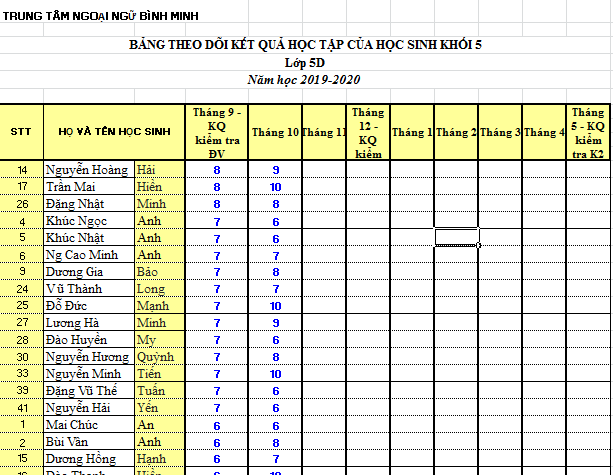 TRUNG TÂM NGOẠI NGỮ BÌNH MINH
BẢNG THEO DÕI KẾT QUẢ HỌC TẬP CỦA HỌC SINH KHỐI 5
Lớp 5D
Năm học 2019-2020
STT HỌ VÀ TÊN HỌC SINH Tháng 9 - KQ kiểm tra ĐV Tháng 10 Tháng 11 Tháng 12 - KQ kiểm Tháng 1 Tháng 2 Tháng 3 Tháng 4 Tháng 5 - KQ kiểm tra K2
14 Nguyễn Hoàng Hải 8 9
17 Trần Mai Hiền 8 10
26 Đặng Nhật Minh 8 8
4 Khúc Ngọc Anh 7 6
5 Khúc Nhật Anh 7 6
6 Ng Cao Minh Anh 7 7
9 Dương Gia Bảo 7 8
24 Vũ Thành Long 7 7
25 Đỗ Đức Mạnh 7 10
27 Lương Hà Minh 7 9
28 Đào Huyền My 7 6
30 Nguyễn Hương Quỳnh 7 8
33 Nguyễn Minh Tiến 7 10
39 Đặng Vũ Thế Tuấn 7 6
41 Nguyễn Hải Yến 7 6
1 Mai Chúc An 6 6
2 Bùi Vân Anh 6 8
15 Dương Hồng Hạnh 6 7